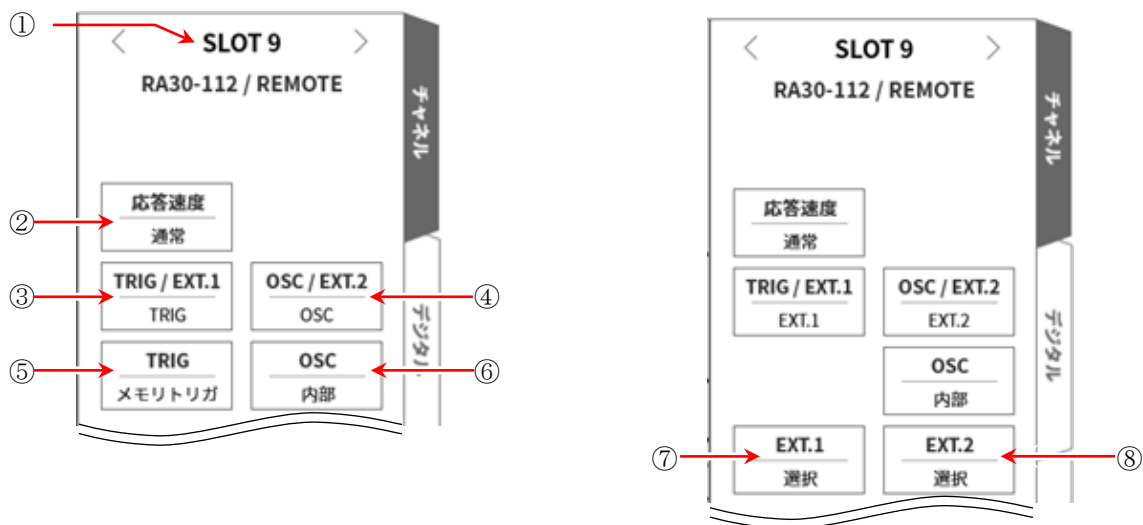 ①
< SLOT 9 >
RA30-112 / REMOTE
チャネル
②
応答速度
通常
③
TRIG / EXT.1
TRIG
OSC / EXT.2
OSC
④
デジタル
⑤
TRIG
メモリトリガ
OSC
内部
⑥
< SLOT 9 >
RA30-112 / REMOTE
チャネル
応答速度
通常
TRIG / EXT.1
EXT.1
OSC / EXT.2
EXT.2
デジタル
OSC
内部
⑦
EXT.1
選択
EXT.2
選択
⑧